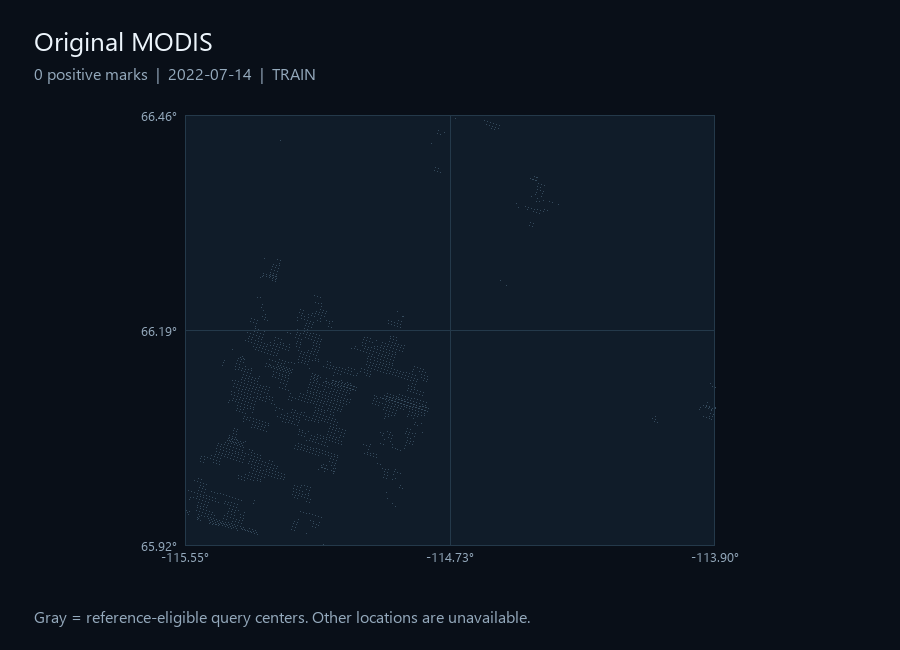 Original MODIS
0 positive marks | 2022-07-14 | TRAIN
66.46°
66.19°
65.92°
-115.55°
-114.73°
-113.90°
Gray = reference-eligible query centers. Other locations are unavailable.